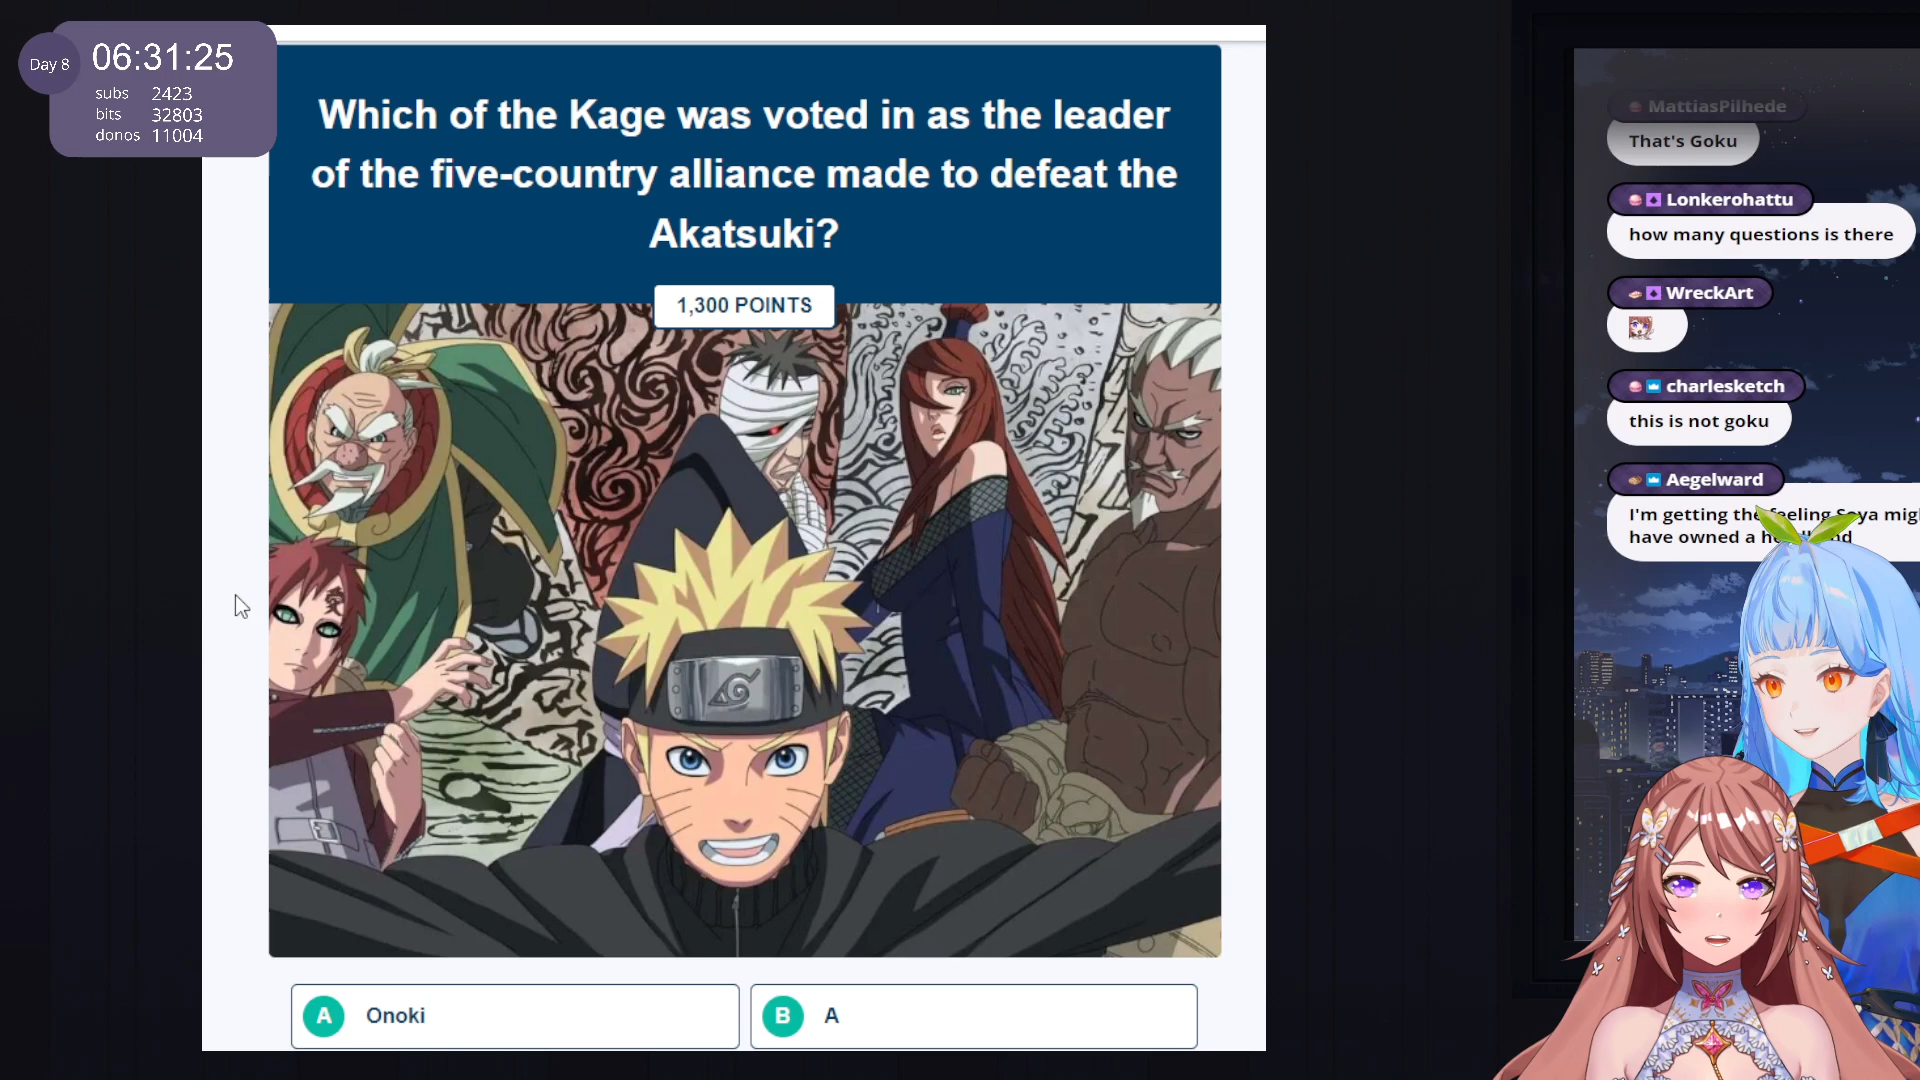 Day 8
06:31:25
subs 2423
bits 32803
donos 11004
Which of the Kage was voted in as the leader
of the five-country alliance made to defeat the
Akatsuki?
1,300 POINTS
A Onoki
B A
MattiasPilhede
That's Goku
Lonkerohattu
how many questions is there
WreckArt
charlesketch
this is not goku
Aegelward
I'm getting the feeling Soya
have owned a